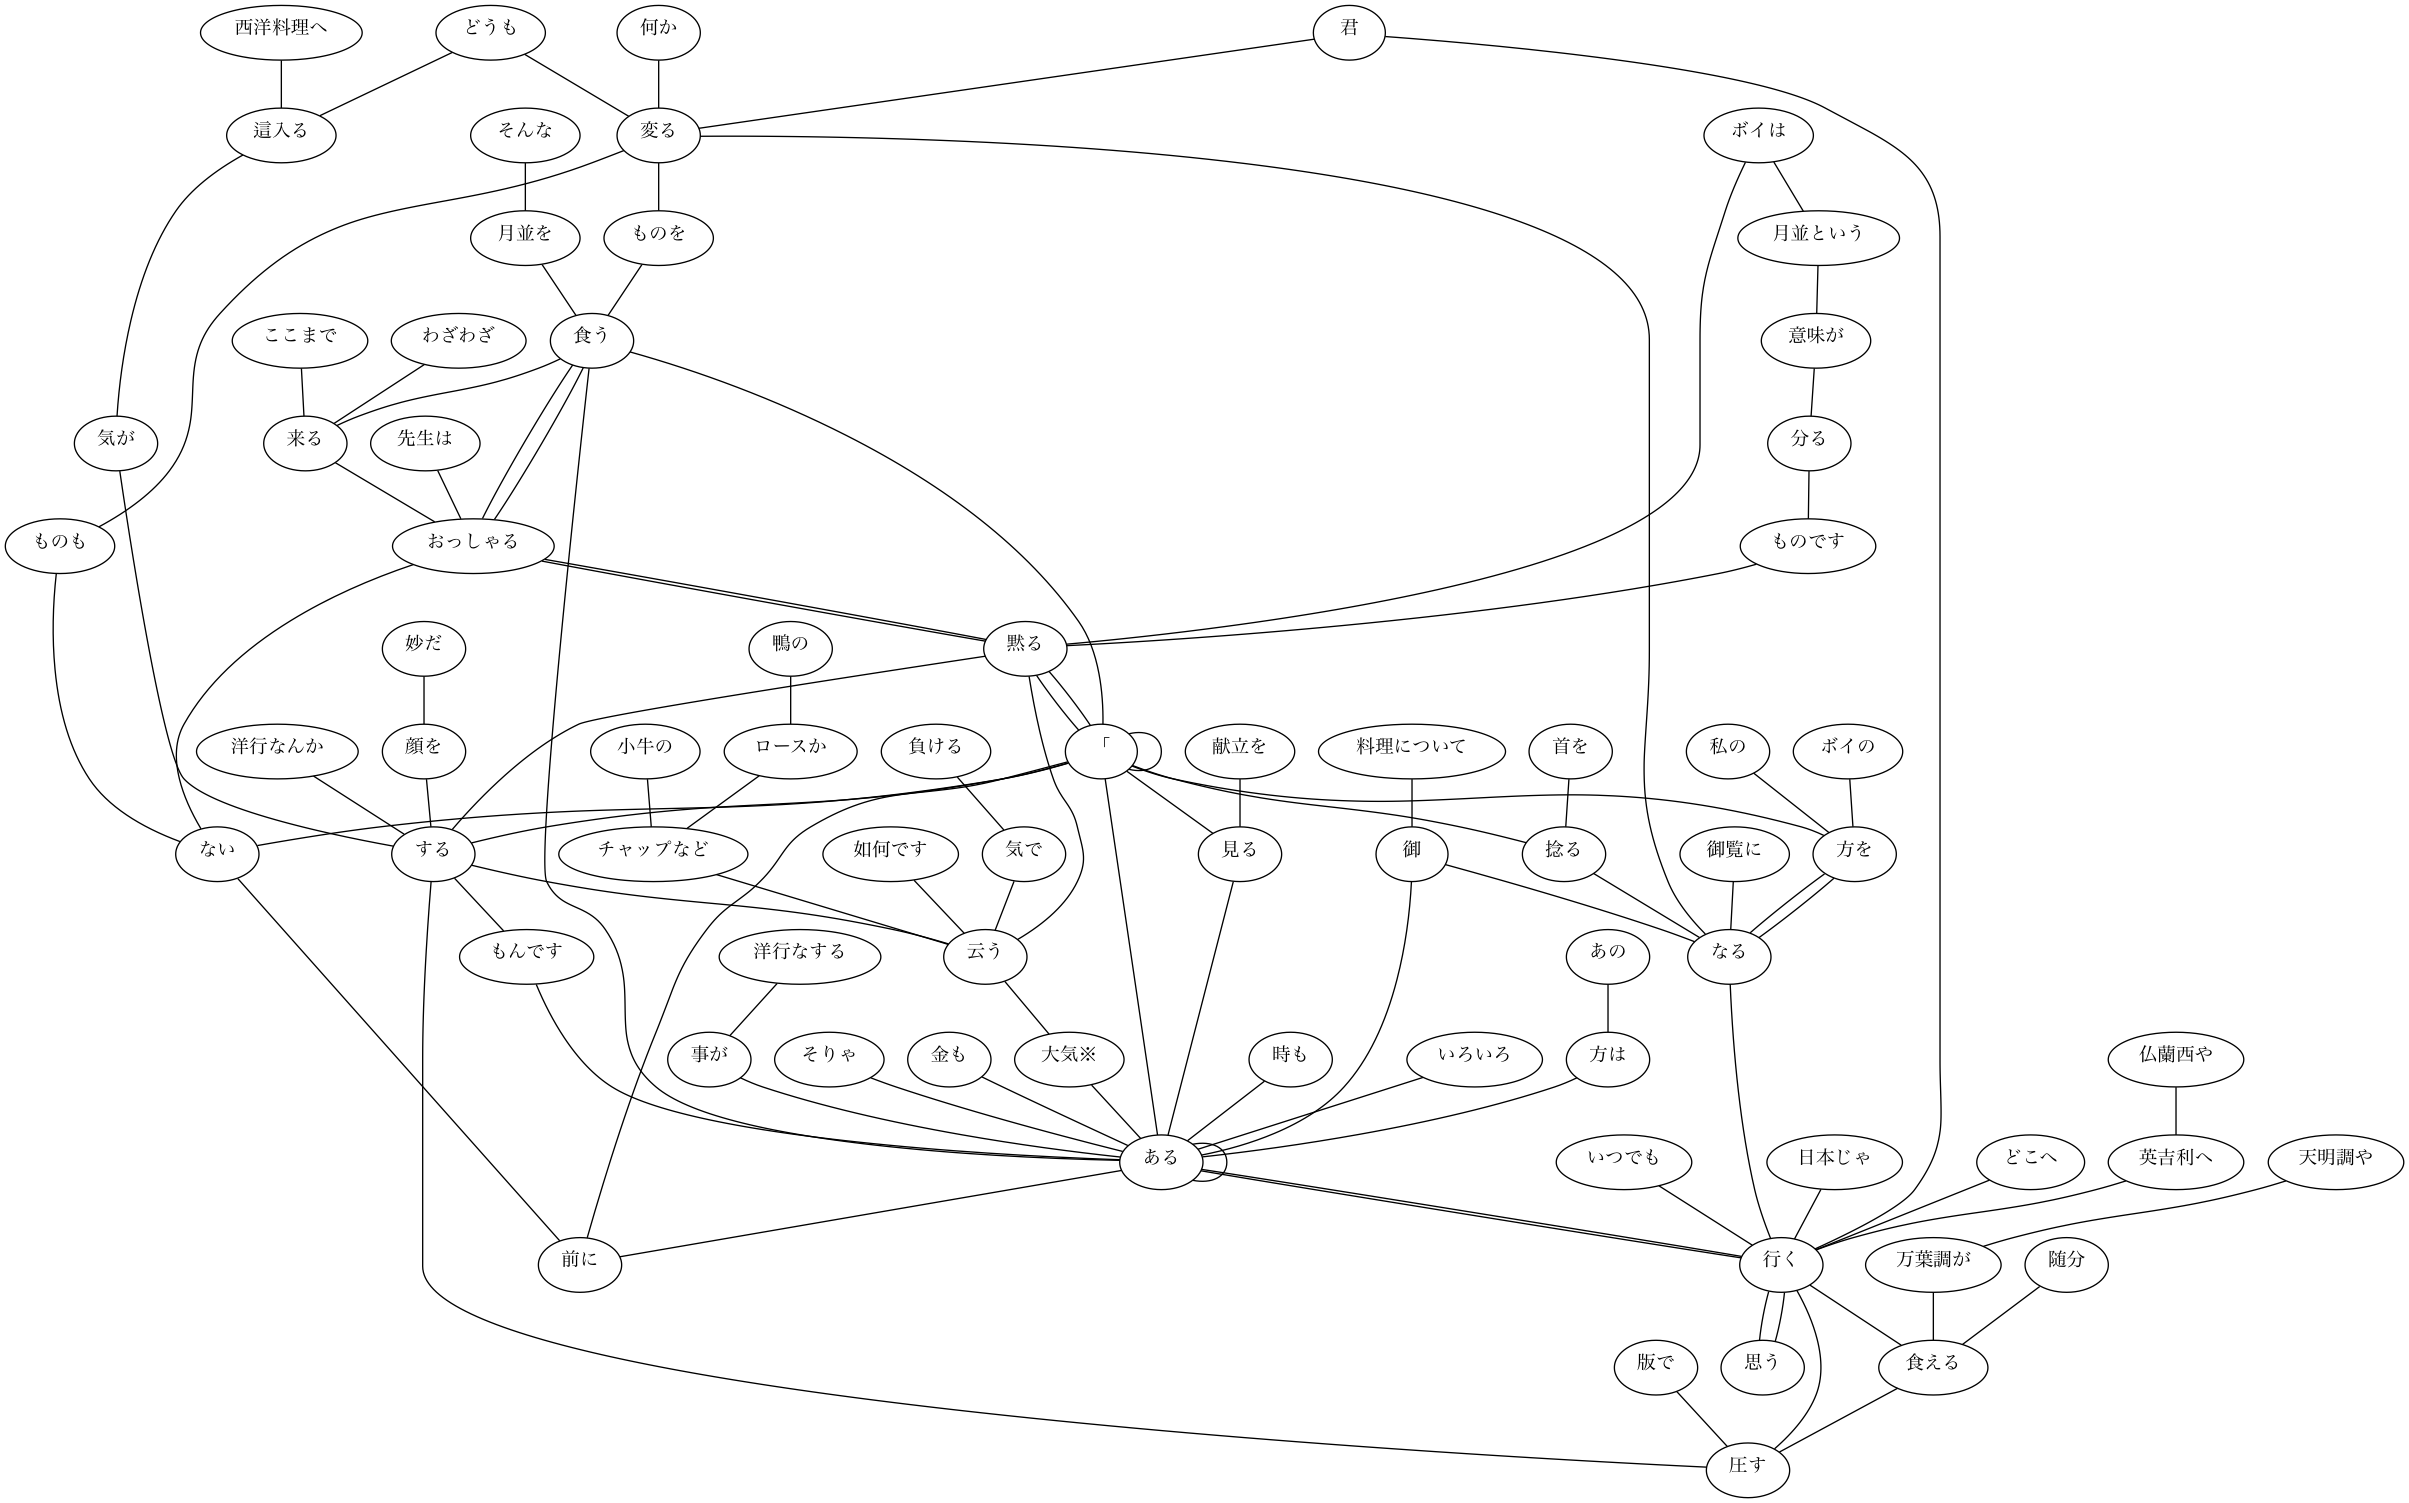 西洋料理へ
どうも
何か
君
這入る
そんな
変る
ボイは
月並を
ものを
月並という
ここまで
わざわざ
食う
意味が
気が
来る
先生は
分る
ものも
おっしゃる
ものです
妙だ
鴨の
黙る
洋行なんか
顔を
小牛の
ロースか
負ける
「
献立を
料理について
首を
私の
ボイの
ない
する
チャップなど
如何です
気で
見る
御
捻る
御覧に
方を
もんです
洋行なする
云う
あの
なる
事が
そりゃ
金も
大気※
時も
いろいろ
方は
仏蘭西や
ある
いつでも
日本じゃ
どこへ
英吉利へ
天明調や
前に
行く
万葉調が
随分
版で
思う
食える
圧す